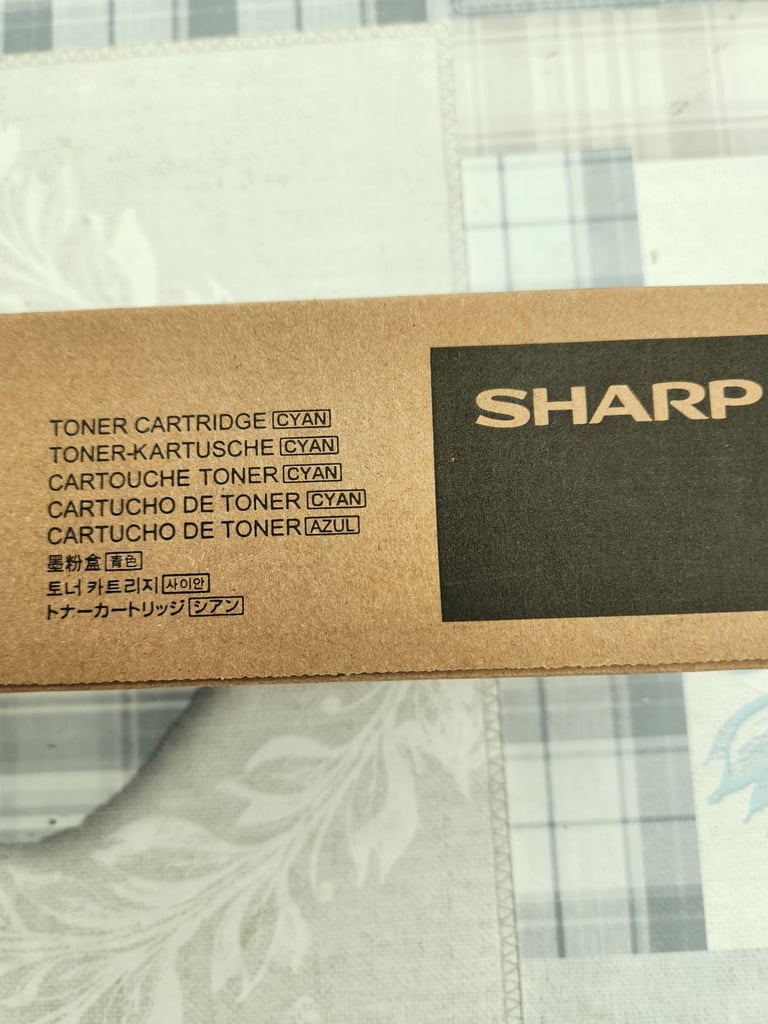 SHARP
TONER CARTRIDGE CYAN
TONER-KARTUSCHE CYAN
CARTOUCHE TONER CYAN
CARTUCHO DE TONER CYAN
CARTUCHO DE TONER AZUL
墨粉盒 青色
토너 카트리지 사이안
トナーカートリッジ シアン